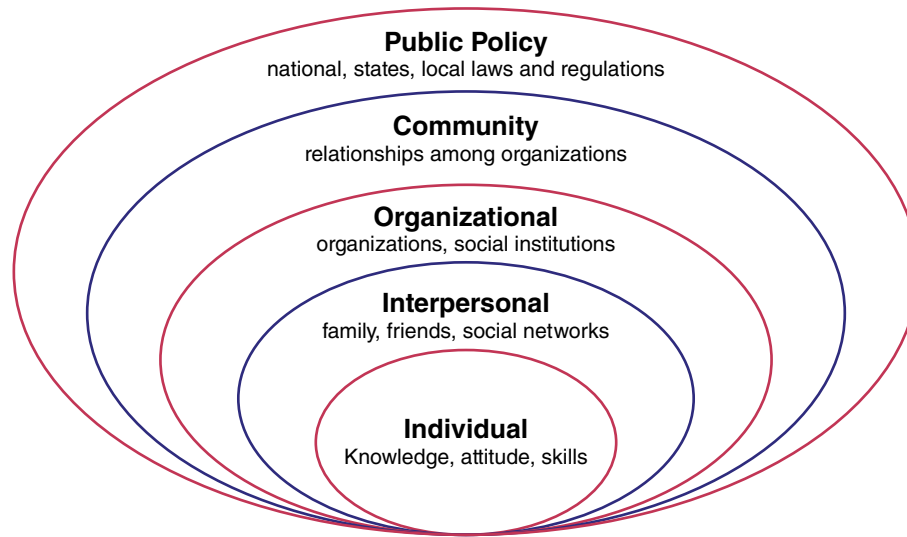 Public Policy
national, states, local laws and regulations
Community
relationships among organizations
Organizational
organizations, social institutions
Interpersonal
family, friends, social networks
Individual
Knowledge, attitude, skills